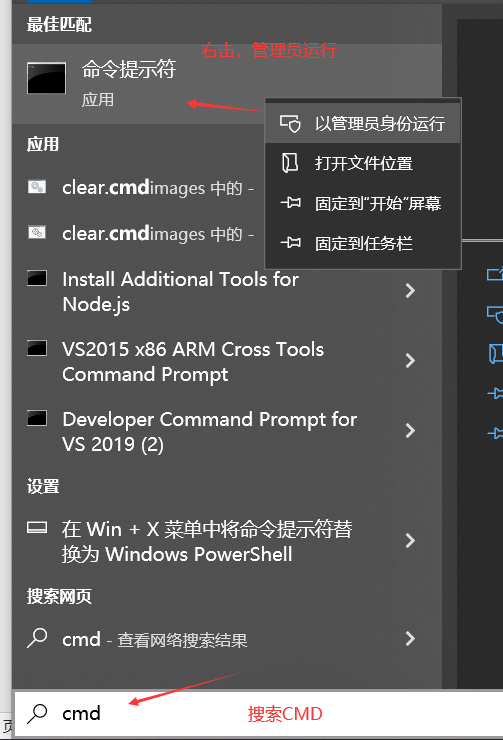 最佳匹配
右击，管理员运行
命令提示符
应用
以管理员身份运行
打开文件位置
固定到“开始”屏幕
固定到任务栏
应用
clear.cmdimages 中的 -
clear.cmdimages 中的 -
Install Additional Tools for
Node.js
VS2015 x86 ARM Cross Tools
Command Prompt
Developer Command Prompt for
VS 2019 (2)
设置
在 Win + X 菜单中将命令提示符替
换为 Windows PowerShell
搜索网页
cmd - 查看网络搜索结果
cmd
搜索CMD